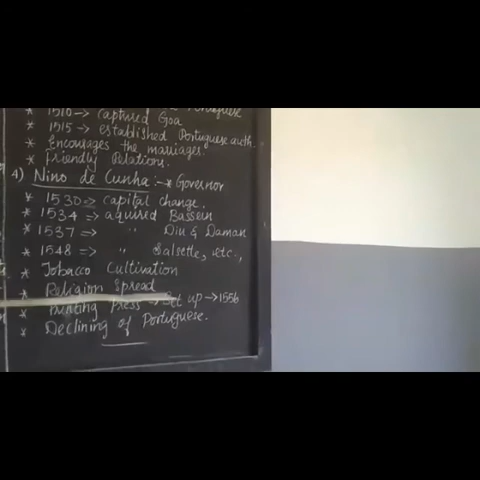 * 1510 -> captured Goa
* 1515 -> established Portuguese auth.
* Encourages the marriages.
* Friendly Relations.
4) Nino de Cunha :- * Governor
* 1530 => capital change.
* 1534 => aquired Bassein
* 1537 => " Diu & Daman
* 1548 => " Salsette, etc.,
* Tobacco Cultivation
* Religion Spread
* Printing Press -> Set up -> 1556
* Declining of Portuguese.